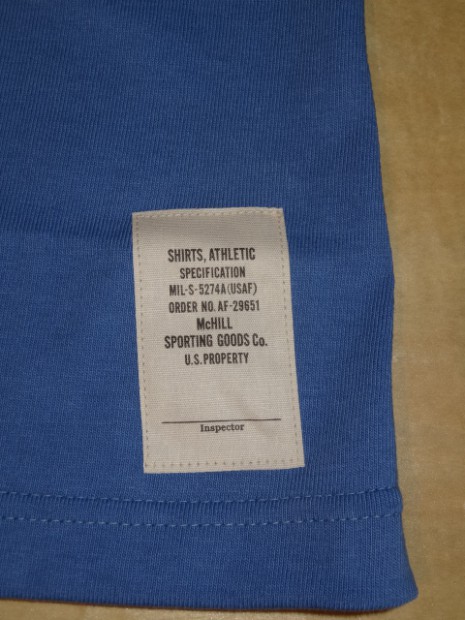 SHIRTS, ATHLETIC
SPECIFICATION
MIL-S-5274A(USAF)
ORDER NO. AF-29651
McHILL
SPORTING GOODS Co.
U.S. PROPERTY
Inspector